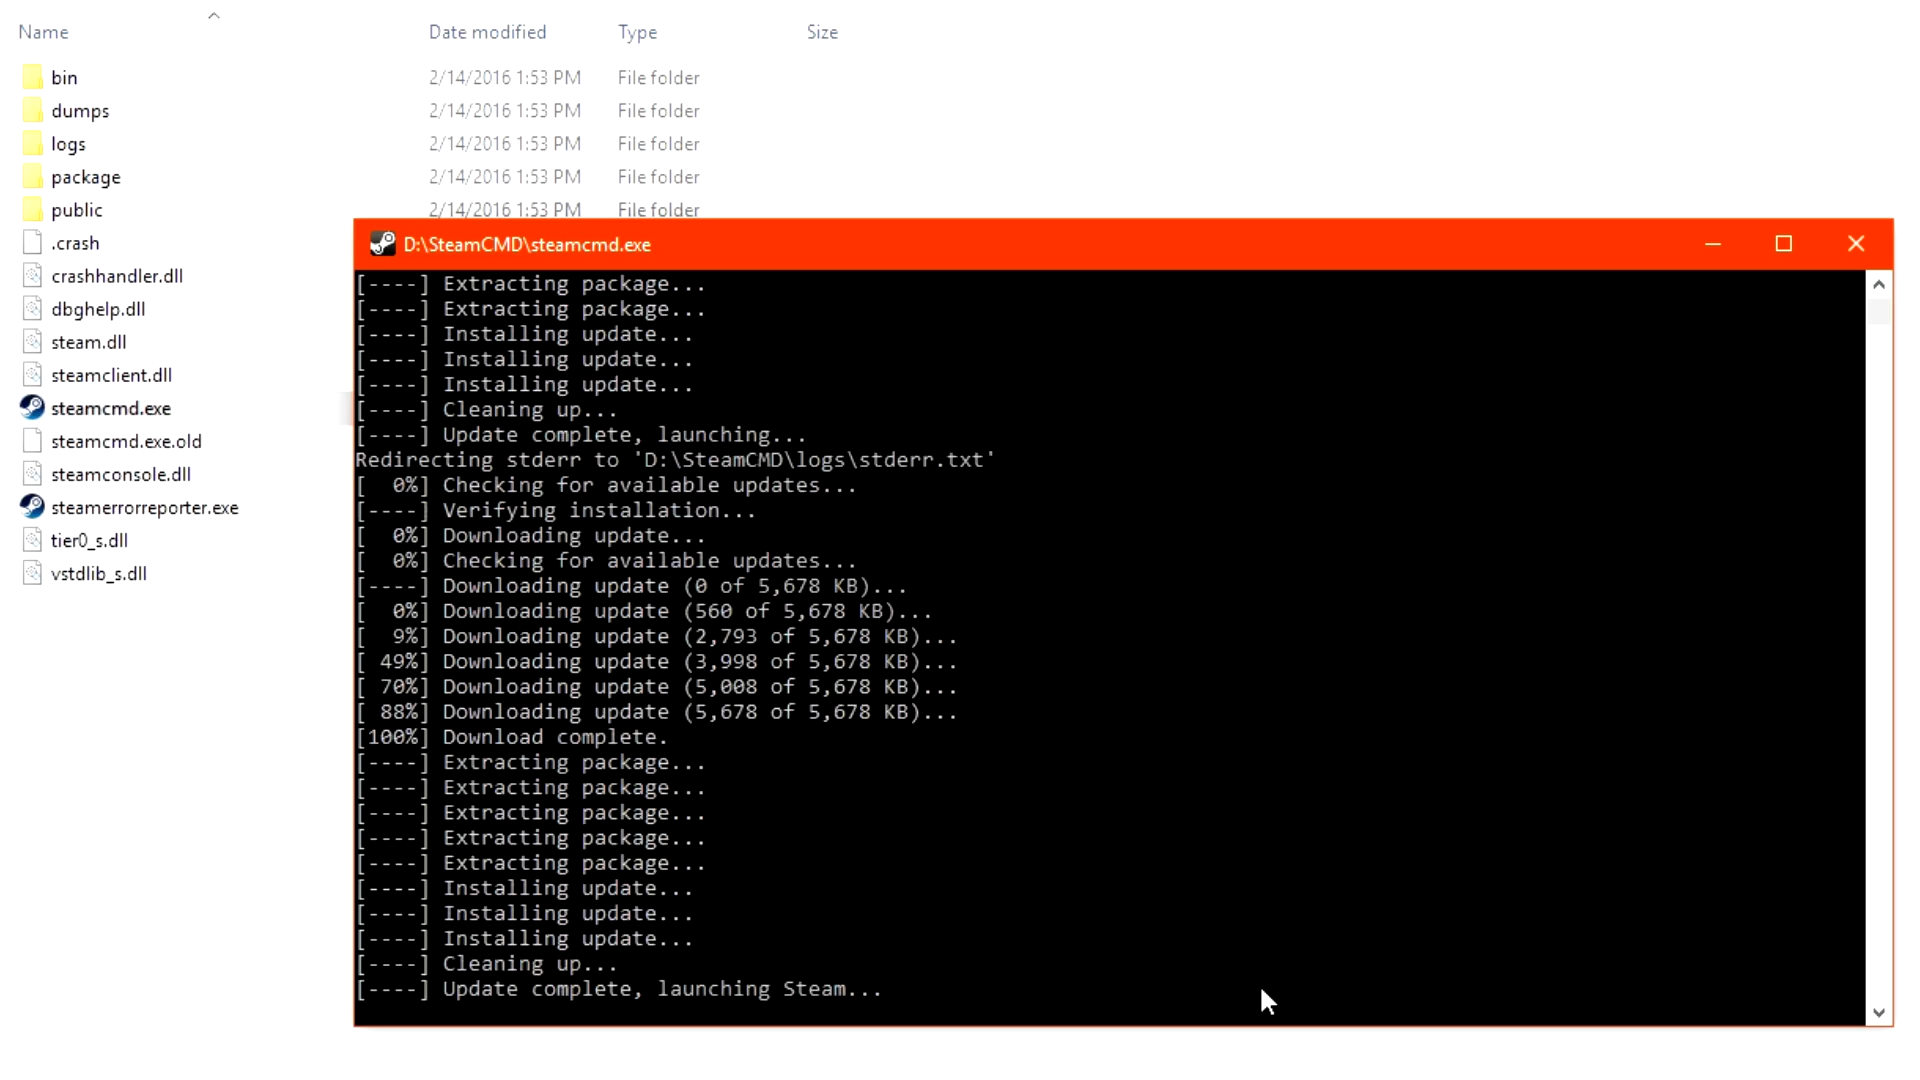 Name Date modified Type Size
bin 2/14/2016 1:53 PM File folder
dumps 2/14/2016 1:53 PM File folder
logs 2/14/2016 1:53 PM File folder
package 2/14/2016 1:53 PM File folder
public 2/14/2016 1:53 PM File folder
.crash
crashhandler.dll
dbghelp.dll
steam.dll
steamclient.dll
steamcmd.exe
steamcmd.exe.old
steamconsole.dll
steamerrorreporter.exe
tier0_s.dll
vstdlib_s.dll
D:\SteamCMD\steamcmd.exe
[----] Extracting package...
[----] Extracting package...
[----] Installing update...
[----] Installing update...
[----] Installing update...
[----] Cleaning up...
[----] Update complete, launching...
Redirecting stderr to 'D:\SteamCMD\logs\stderr.txt'
[  0%] Checking for available updates...
[----] Verifying installation...
[  0%] Downloading update...
[  0%] Checking for available updates...
[----] Downloading update (0 of 5,678 KB)...
[  0%] Downloading update (560 of 5,678 KB)...
[  9%] Downloading update (2,793 of 5,678 KB)...
[ 49%] Downloading update (3,998 of 5,678 KB)...
[ 70%] Downloading update (5,008 of 5,678 KB)...
[ 88%] Downloading update (5,678 of 5,678 KB)...
[100%] Download complete.
[----] Extracting package...
[----] Extracting package...
[----] Extracting package...
[----] Extracting package...
[----] Extracting package...
[----] Installing update...
[----] Installing update...
[----] Installing update...
[----] Cleaning up...
[----] Update complete, launching Steam...